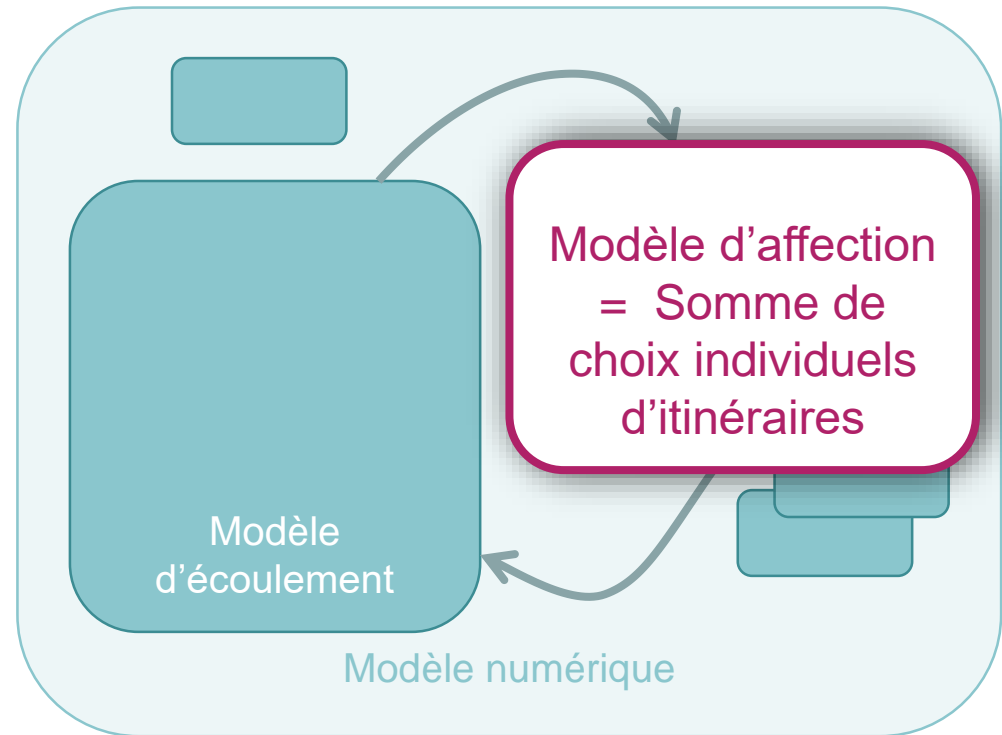 Modèle d’affection
= Somme de
choix individuels
d’itinéraires
Modèle
d’écoulement
Modèle numérique